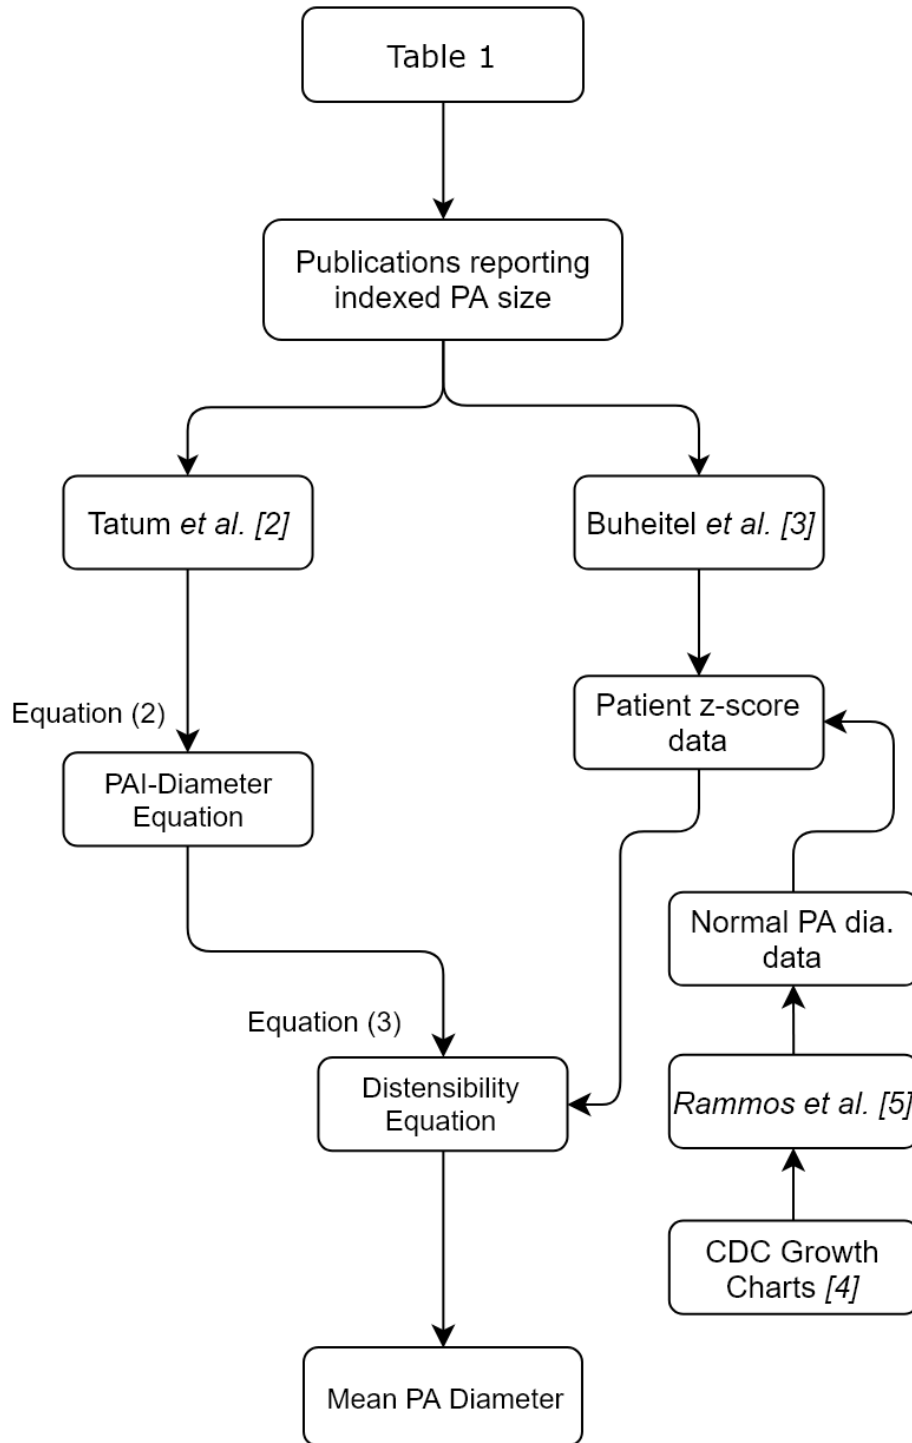 Table 1
Publications reporting
indexed PA size
Tatum et al. [2]
Buheitel et al. [3]
Patient z-score
data
Equation (2)
PAI-Diameter
Equation
Normal PA dia.
data
Equation (3)
Distensibility
Equation
Rammos et al. [5]
CDC Growth
Charts [4]
Mean PA Diameter